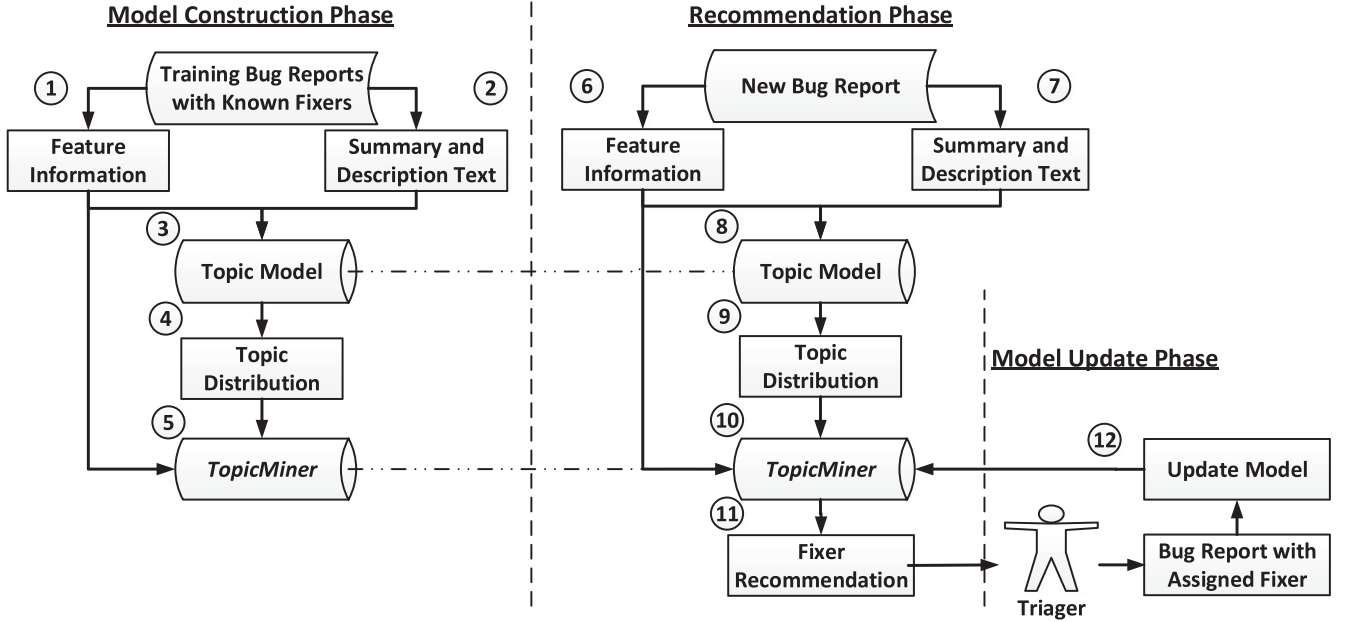 Model Construction Phase
1
Training Bug Reports
with Known Fixers
2
Feature
Information
Summary and
Description Text
3
Topic Model
4
Topic
Distribution
5
TopicMiner
Recommendation Phase
6
New Bug Report
7
Feature
Information
Summary and
Description Text
8
Topic Model
9
Topic
Distribution
10
TopicMiner
11
Fixer
Recommendation
Model Update Phase
12
Update Model
Triager
Bug Report with
Assigned Fixer